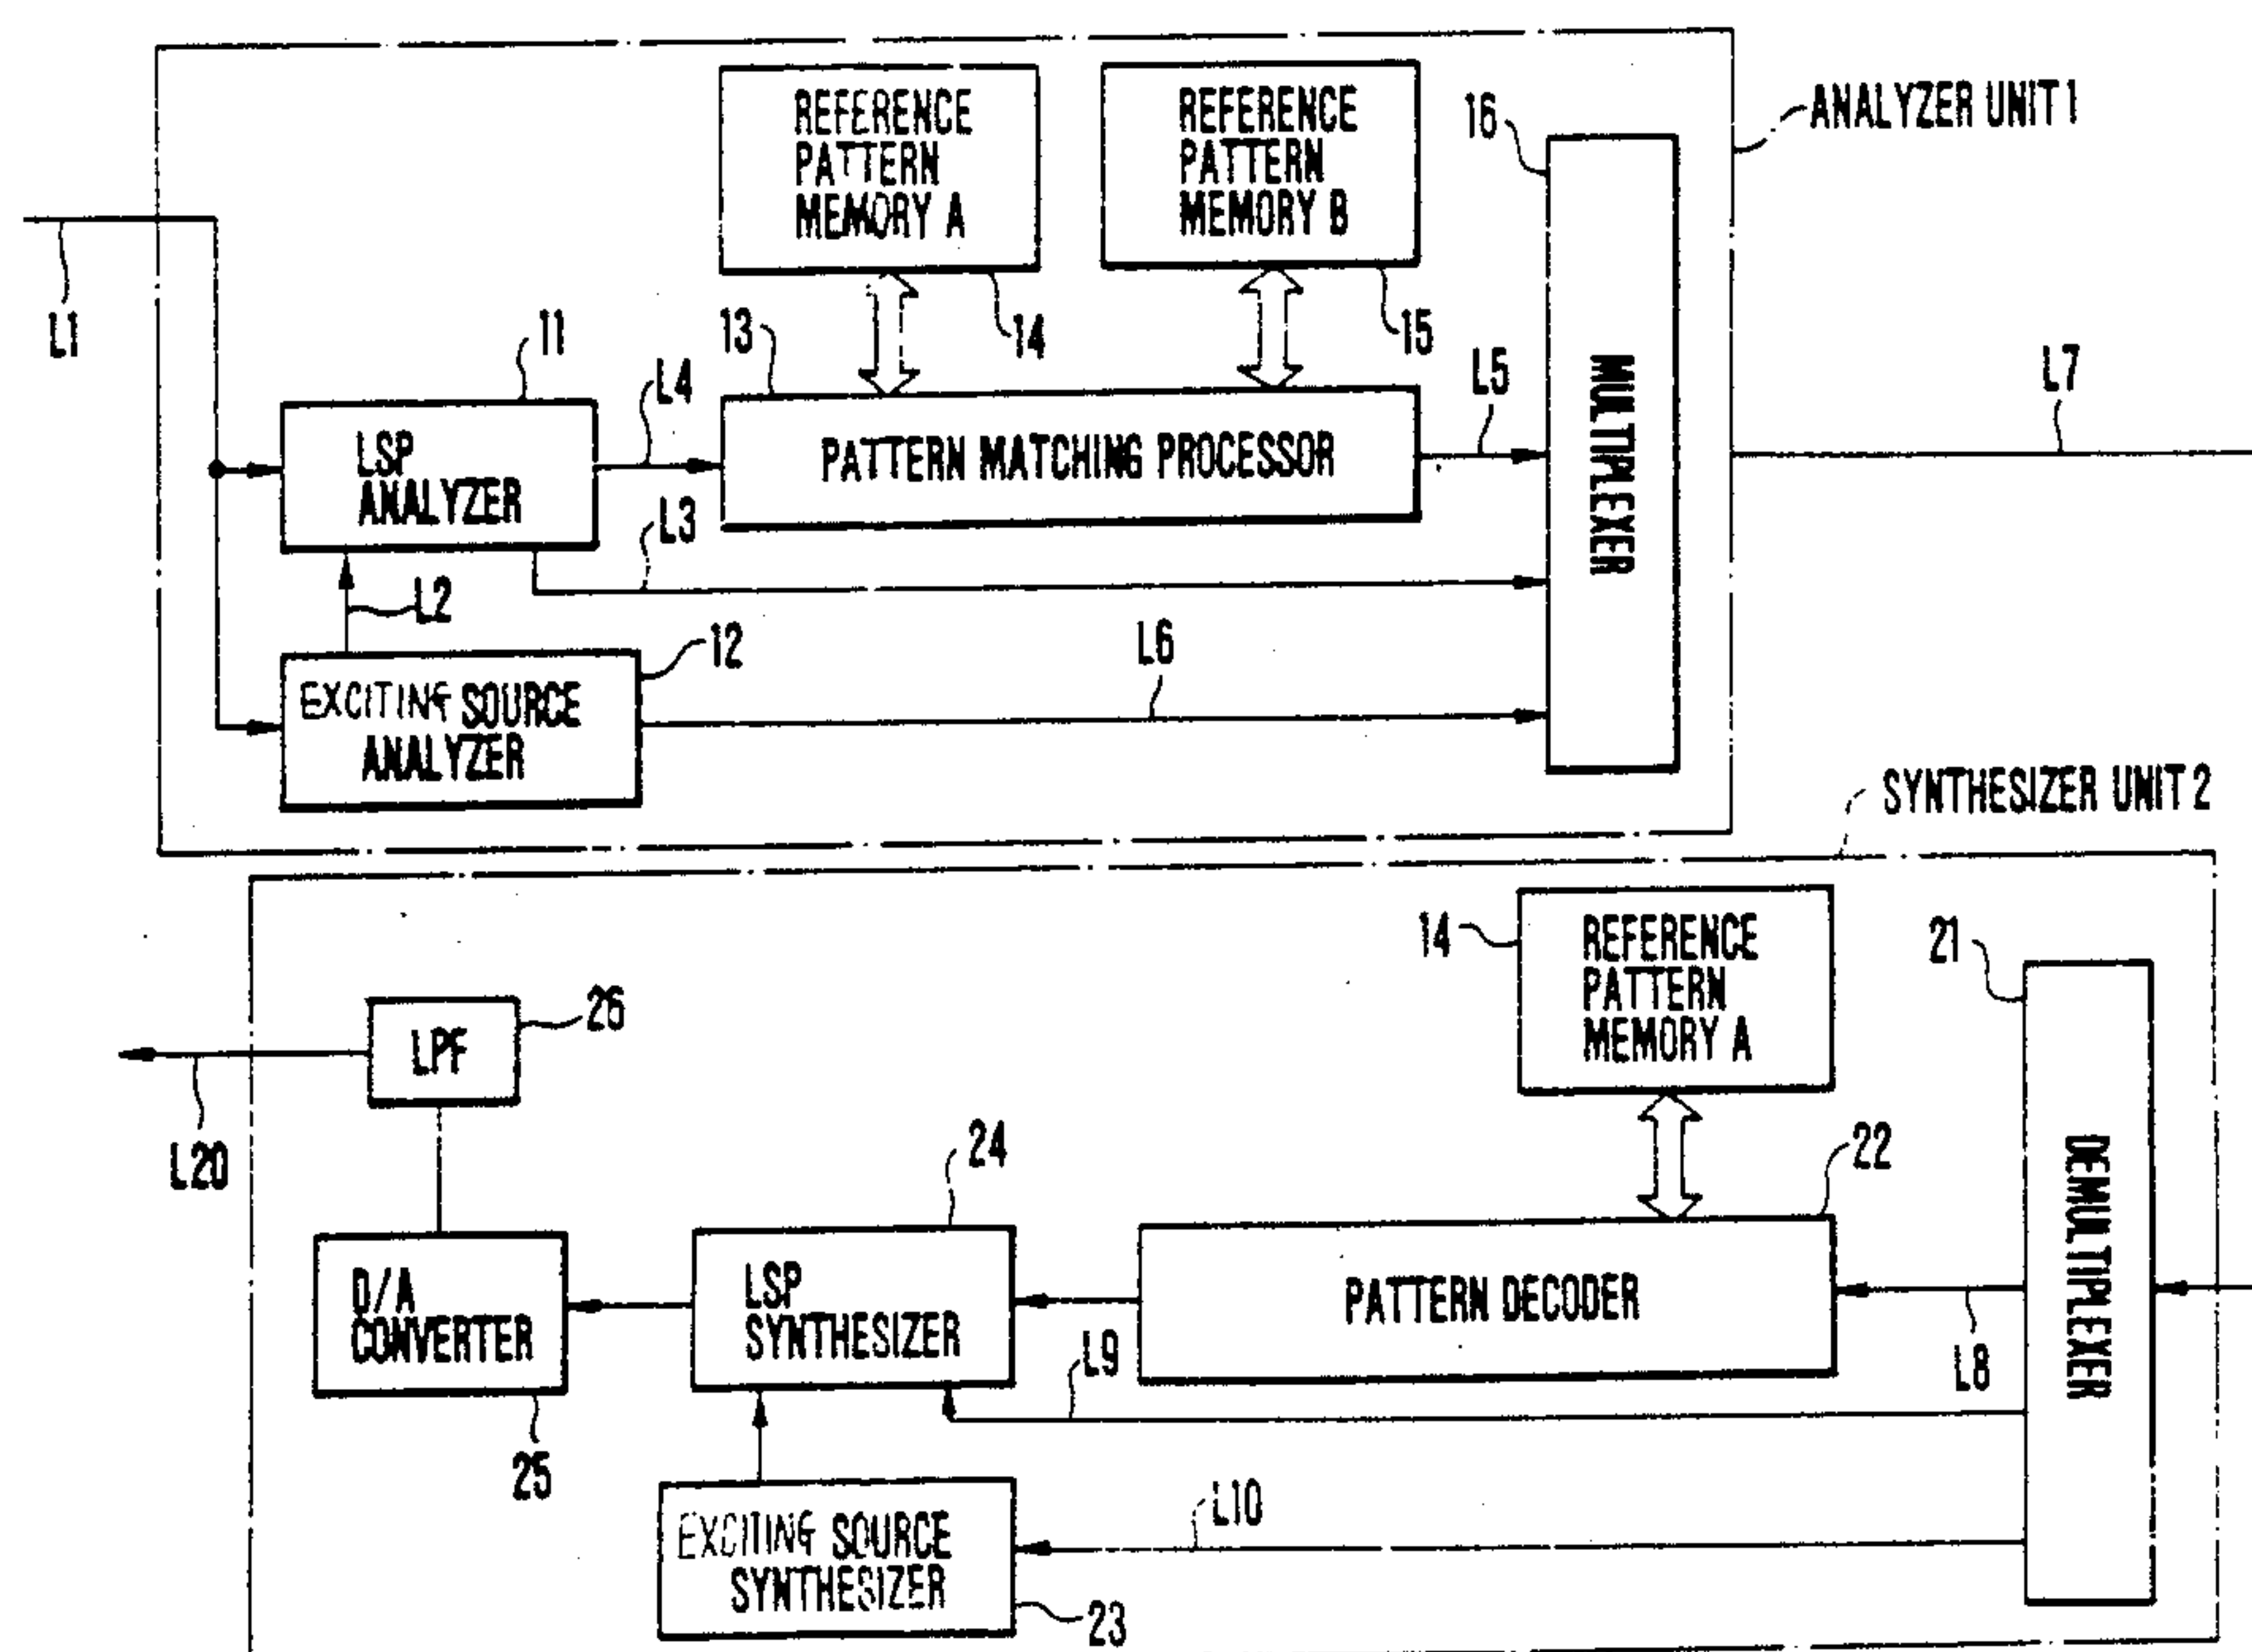 REFERENCE
PATTERN
MEMORY A
REFERENCE
PATTERN
MEMORY B
16
ANALYZER UNIT 1
L1
11
13
14
15
L4
L5
L7
LSP
ANALYZER
PATTERN MATCHING PROCESSOR
MULTIPLEXER
L3
L2
12
L6
EXCITING SOURCE
ANALYZER
SYNTHESIZER UNIT 2
14
REFERENCE
PATTERN
MEMORY A
21
26
LPF
L20
24
22
DEMULTIPLEXER
D/A
CONVERTER
LSP
SYNTHESIZER
PATTERN DECODER
L9
L8
25
L10
EXCITING SOURCE
SYNTHESIZER
23